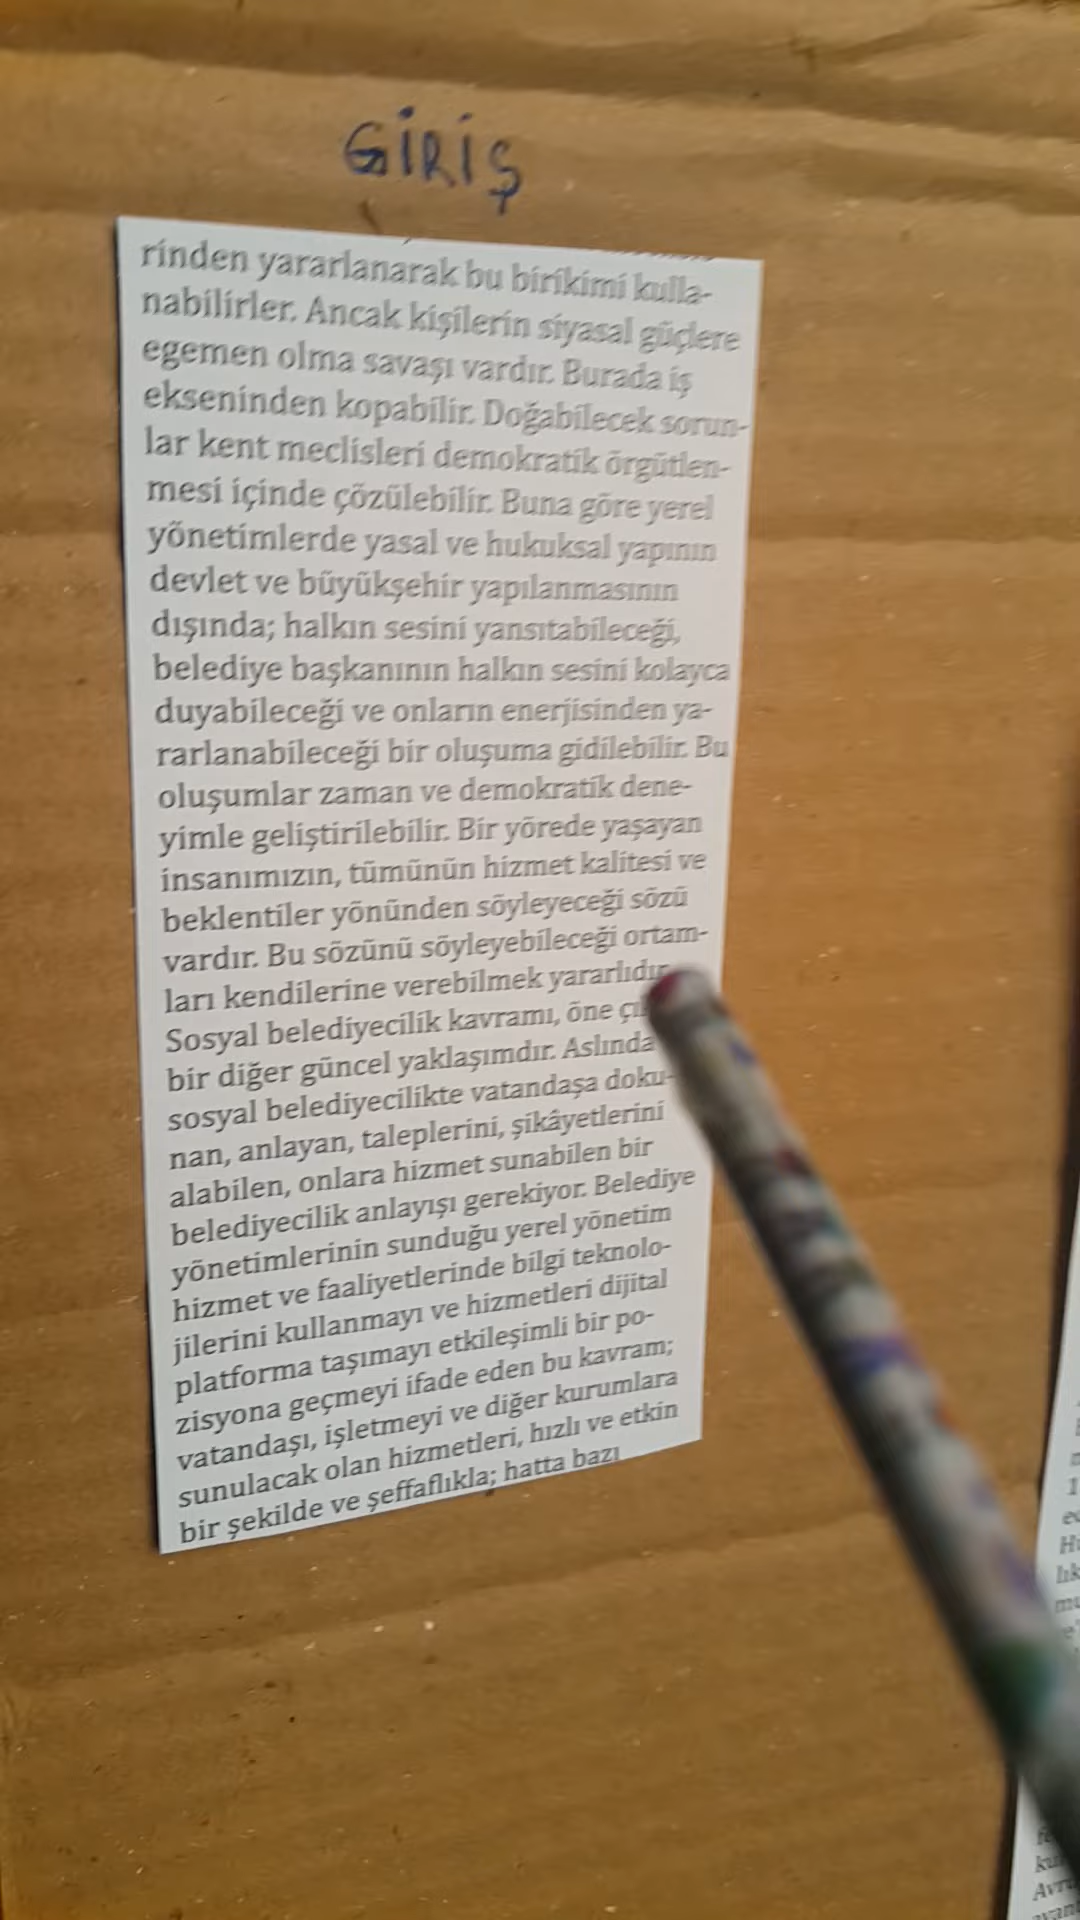 GİRİŞ
rinden yararlanarak bu birikimi kulla-
nabilirler. Ancak kişilerin siyasal güçlere
egemen olma savaşı vardır. Burada iş
ekseninden kopabilir. Doğabilecek sorun-
lar kent meclisleri demokratik örgütlen-
mesi içinde çözülebilir. Buna göre yerel
yönetimlerde yasal ve hukuksal yapının
devlet ve büyükşehir yapılanmasının
dışında; halkın sesini yansıtabileceği,
belediye başkanının halkın sesini kolayca
duyabileceği ve onların enerjisinden ya-
rarlanabileceği bir oluşuma gidilebilir. Bu
oluşumlar zaman ve demokratik dene-
yimle geliştirilebilir. Bir yörede yaşayan
insanımızın, tümünün hizmet kalitesi ve
beklentiler yönünden söyleyeceği sözü
vardır. Bu sözünü söyleyebileceği ortam-
ları kendilerine verebilmek yararlıdır
Sosyal belediyecilik kavramı, öne
bir diğer güncel yaklaşımdır. Aslında
sosyal belediyecilikte vatandaşa doku-
nan, anlayan, taleplerini, şikâyetlerini
alabilen, onlara hizmet sunabilen bir
belediyecilik anlayışı gerekiyor. Belediye
yönetimlerinin sunduğu yerel yönetim
hizmet ve faaliyetlerinde bilgi teknolo-
jilerini kullanmayı ve hizmetleri dijital
platforma taşımayı etkileşimli bir po-
zisyona geçmeyi ifade eden bu kavram;
vatandaşı, işletmeyi ve diğer kurumlara
sunulacak olan hizmetleri, hızlı ve etkin
bir şekilde ve şeffaflıkla; hatta bazı